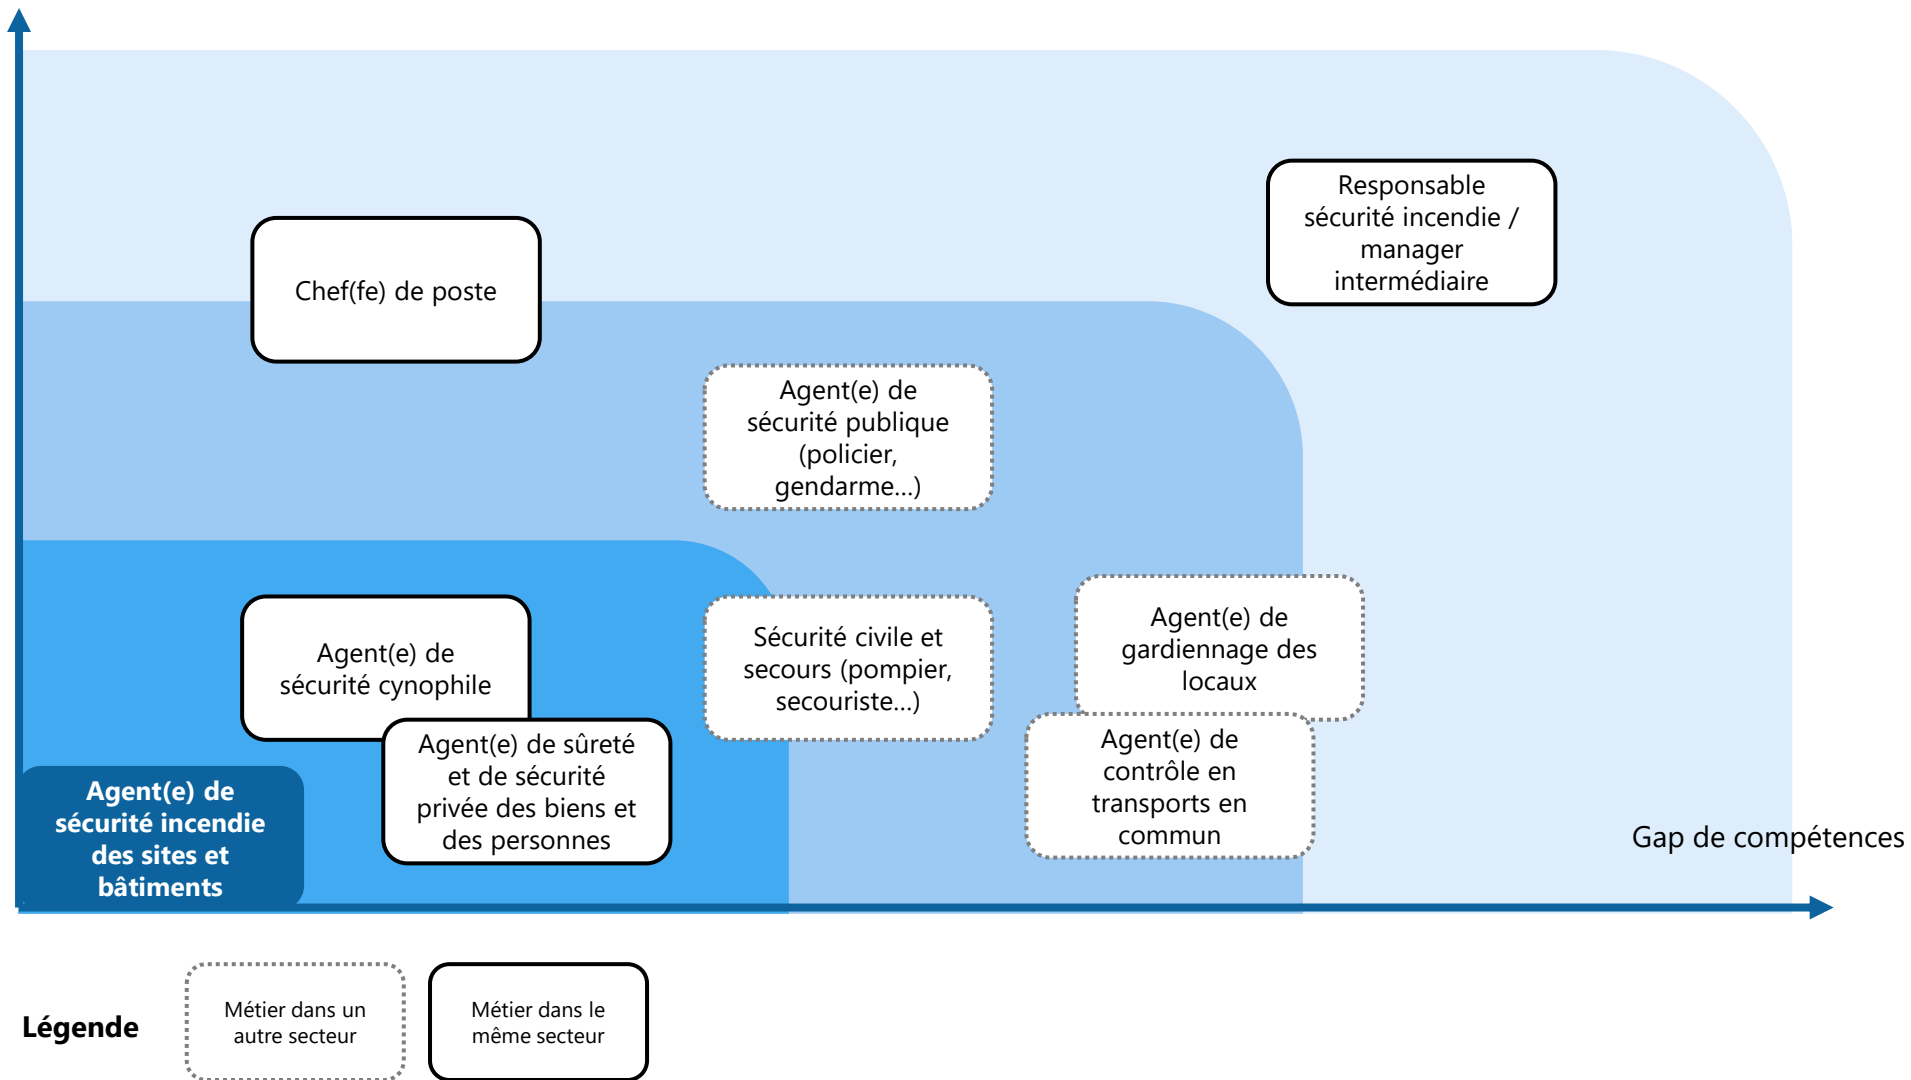 Responsable
sécurité incendie /
manager
intermédiaire
Chef(fe) de poste
Agent(e) de
sécurité publique
(policier,
gendarme...)
Agent(e) de
sécurité cynophile
Sécurité civile et
secours (pompier,
secouriste...)
Agent(e) de
gardiennage des
locaux
Agent(e) de sûreté
et de sécurité
privée des biens et
des personnes
Agent(e) de
contrôle en
transports en
commun
Agent(e) de
sécurité incendie
des sites et
bâtiments
Gap de compétences
Légende
Métier dans un
autre secteur
Métier dans le
même secteur